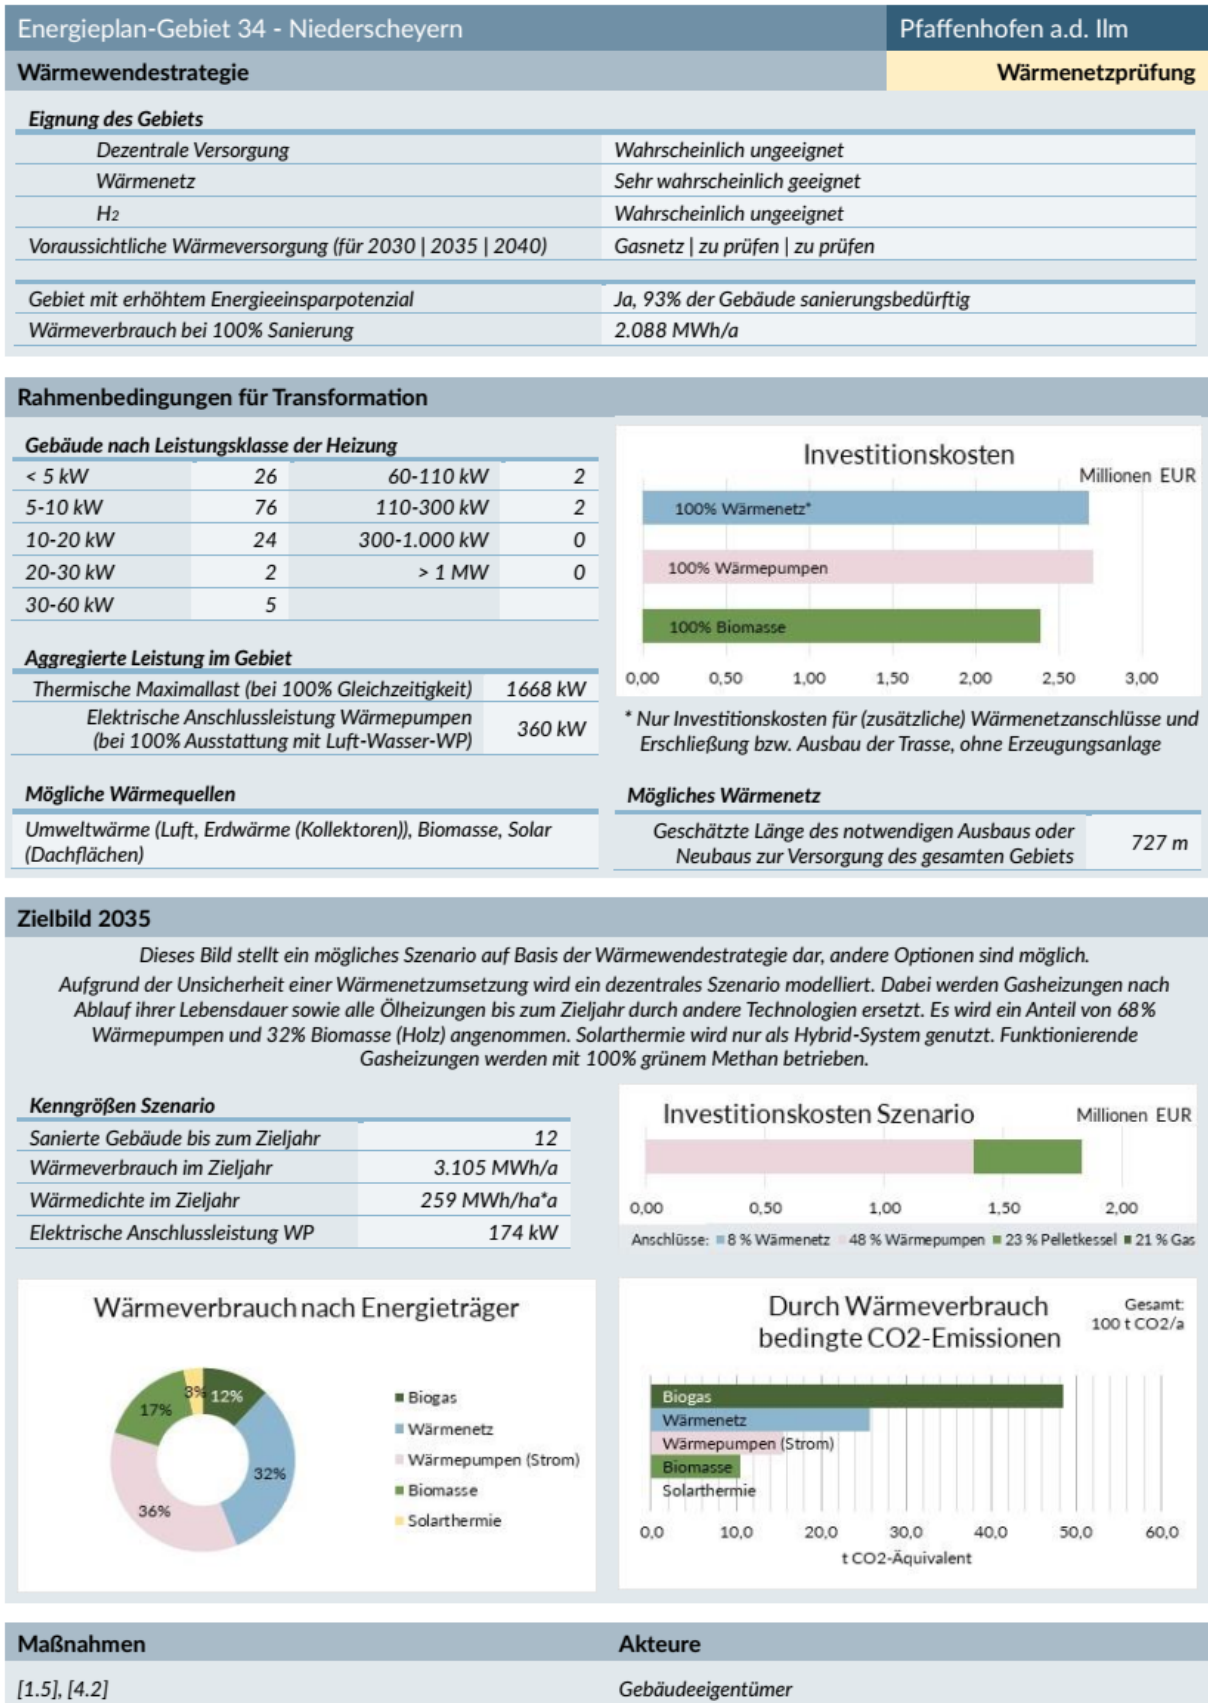 Energieplan-Gebiet 34 - Niederscheyern
Pfaffenhofen a.d. Ilm
Wärmewendestrategie
Wärmenetzprüfung
Eignung des Gebiets
Dezentrale Versorgung Wahrscheinlich ungeeignet
Wärmenetz Sehr wahrscheinlich geeignet
H2 Wahrscheinlich ungeeignet
Voraussichtliche Wärmeversorgung (für 2030 | 2035 | 2040) Gasnetz | zu prüfen | zu prüfen
Gebiet mit erhöhtem Energieeinsparpotenzial Ja, 93% der Gebäude sanierungsbedürftig
Wärmeverbrauch bei 100% Sanierung 2.088 MWh/a
Rahmenbedingungen für Transformation
Gebäude nach Leistungsklasse der Heizung
< 5 kW 26 60-110 kW 2
5-10 kW 76 110-300 kW 2
10-20 kW 24 300-1.000 kW 0
20-30 kW 2 > 1 MW 0
30-60 kW 5
Aggregierte Leistung im Gebiet
Thermische Maximallast (bei 100% Gleichzeitigkeit) 1668 kW
Elektrische Anschlussleistung Wärmepumpen
(bei 100% Ausstattung mit Luft-Wasser-WP) 360 kW
Mögliche Wärmequellen
Umweltwärme (Luft, Erdwärme (Kollektoren)), Biomasse, Solar
(Dachflächen)
Investitionskosten
Millionen EUR
100% Wärmenetz*
100% Wärmepumpen
100% Biomasse
0,00 0,50 1,00 1,50 2,00 2,50 3,00
* Nur Investitionskosten für (zusätzliche) Wärmenetzanschlüsse und
Erschließung bzw. Ausbau der Trasse, ohne Erzeugungsanlage
Mögliches Wärmenetz
Geschätzte Länge des notwendigen Ausbaus oder
Neubaus zur Versorgung des gesamten Gebiets 727 m
Zielbild 2035
Dieses Bild stellt ein mögliches Szenario auf Basis der Wärmewendestrategie dar, andere Optionen sind möglich.
Aufgrund der Unsicherheit einer Wärmenetzumsetzung wird ein dezentrales Szenario modelliert. Dabei werden Gasheizungen nach
Ablauf ihrer Lebensdauer sowie alle Ölheizungen bis zum Zieljahr durch andere Technologien ersetzt. Es wird ein Anteil von 68%
Wärmepumpen und 32% Biomasse (Holz) angenommen. Solarthermie wird nur als Hybrid-System genutzt. Funktionierende
Gasheizungen werden mit 100% grünem Methan betrieben.
Kenngrößen Szenario
Sanierte Gebäude bis zum Zieljahr 12
Wärmeverbrauch im Zieljahr 3.105 MWh/a
Wärmedichte im Zieljahr 259 MWh/ha*a
Elektrische Anschlussleistung WP 174 kW
Investitionskosten Szenario
Millionen EUR
0,00 0,50 1,00 1,50 2,00
Anschlüsse: 8 % Wärmenetz 48 % Wärmepumpen 23 % Pelletkessel 21 % Gas
Wärmeverbrauch nach Energieträger
3% 12%
17%
32%
36%
Biogas
Wärmenetz
Wärmepumpen (Strom)
Biomasse
Solarthermie
Durch Wärmeverbrauch
bedingte CO2-Emissionen
Gesamt:
100 t CO2/a
Biogas
Wärmenetz
Wärmepumpen (Strom)
Biomasse
Solarthermie
0,0 10,0 20,0 30,0 40,0 50,0 60,0
t CO2-Äquivalent
Maßnahmen Akteure
[1.5], [4.2] Gebäudeeigentümer